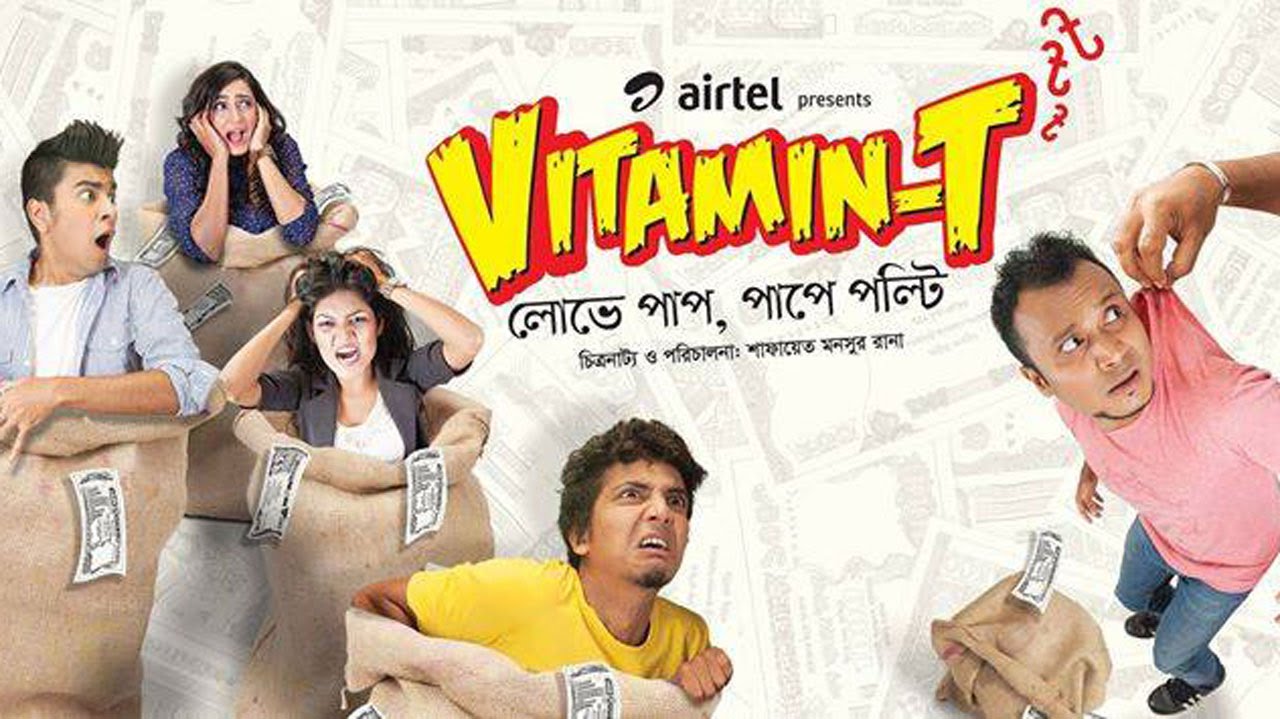 airtel presents
VITAMIN-T
লোভে পাপ, পাপে পল্টি
চিত্রনাট্য ও পরিচালনা: শাফায়েত মনসুর রানা